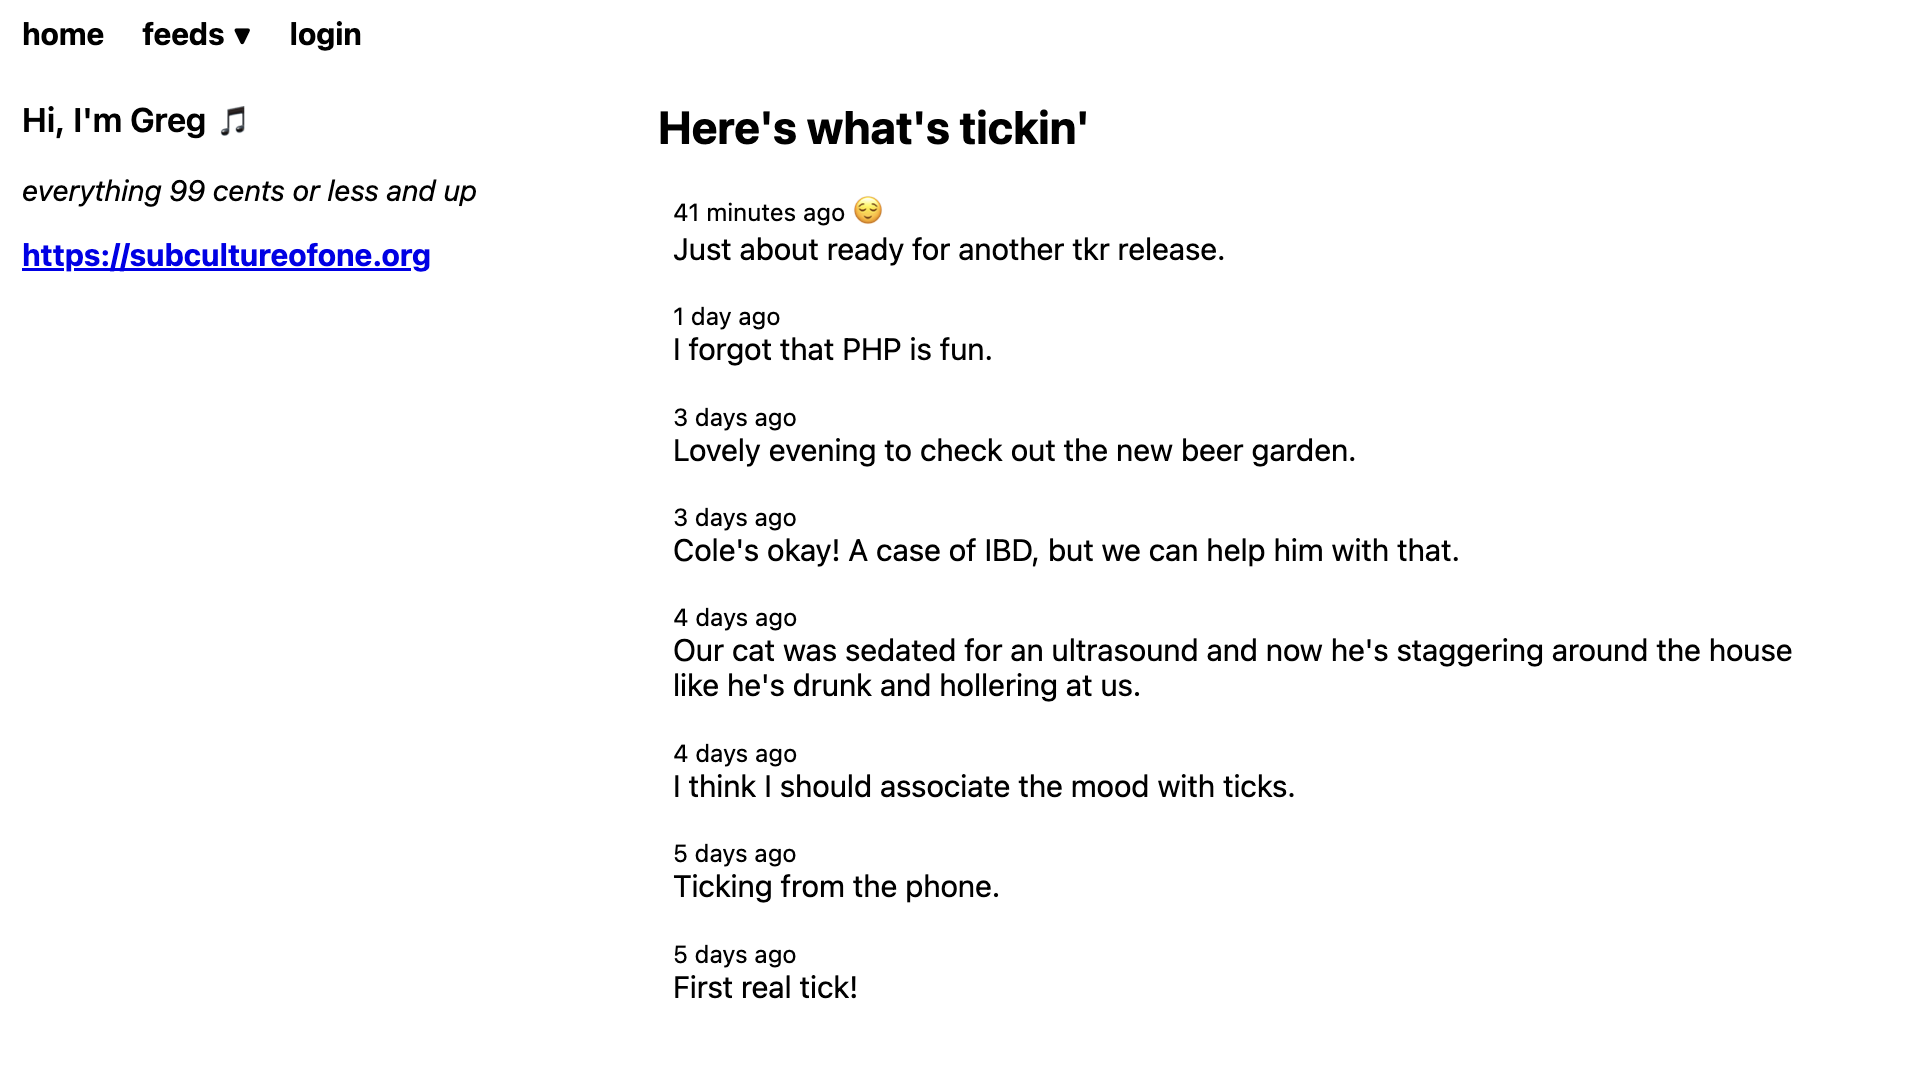 home feeds ▾ login
Hi, I'm Greg 🎵
everything 99 cents or less and up
https://subcultureofone.org
Here's what's tickin'
41 minutes ago 😌
Just about ready for another tkr release.
1 day ago
I forgot that PHP is fun.
3 days ago
Lovely evening to check out the new beer garden.
3 days ago
Cole's okay! A case of IBD, but we can help him with that.
4 days ago
Our cat was sedated for an ultrasound and now he's staggering around the house
like he's drunk and hollering at us.
4 days ago
I think I should associate the mood with ticks.
5 days ago
Ticking from the phone.
5 days ago
First real tick!